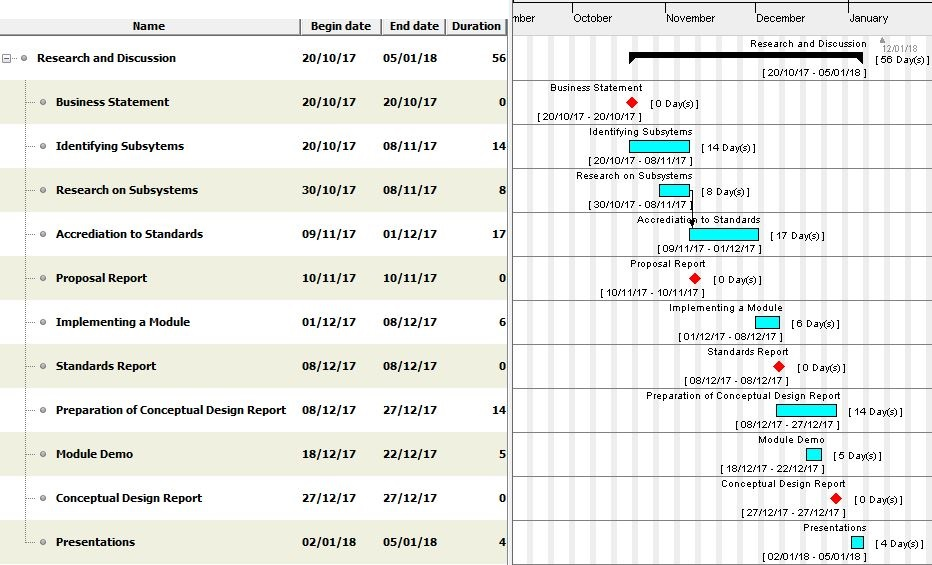 mber October November December January
Name Begin date End date Duration
Research and Discussion 20/10/17 05/01/18 56
Research and Discussion
12/01/18
[ 56 Day(s) ]
[ 20/10/17 - 05/01/18 ]
Business Statement 20/10/17 20/10/17 0
Business Statement
[ 0 Day(s) ]
[ 20/10/17 - 20/10/17 ]
Identifying Subsytems 20/10/17 08/11/17 14
Identifying Subsytems
[ 14 Day(s) ]
[ 20/10/17 - 08/11/17 ]
Research on Subsystems 30/10/17 08/11/17 8
Research on Subsystems
[ 8 Day(s) ]
[ 30/10/17 - 08/11/17 ]
Accrediation to Standards 09/11/17 01/12/17 17
Accrediation to Standards
[ 17 Day(s) ]
[ 09/11/17 - 01/12/17 ]
Proposal Report 10/11/17 10/11/17 0
Proposal Report
[ 0 Day(s) ]
[ 10/11/17 - 10/11/17 ]
Implementing a Module 01/12/17 08/12/17 6
Implementing a Module
[ 6 Day(s) ]
[ 01/12/17 - 08/12/17 ]
Standards Report 08/12/17 08/12/17 0
Standards Report
[ 0 Day(s) ]
[ 08/12/17 - 08/12/17 ]
Preparation of Conceptual Design Report 08/12/17 27/12/17 14
Preparation of Conceptual Design Report
[ 14 Day(s) ]
[ 08/12/17 - 27/12/17 ]
Module Demo 18/12/17 22/12/17 5
Module Demo
[ 5 Day(s) ]
[ 18/12/17 - 22/12/17 ]
Conceptual Design Report 27/12/17 27/12/17 0
Conceptual Design Report
[ 0 Day(s) ]
[ 27/12/17 - 27/12/17 ]
Presentations 02/01/18 05/01/18 4
Presentations
[ 4 Day(s) ]
[ 02/01/18 - 05/01/18 ]